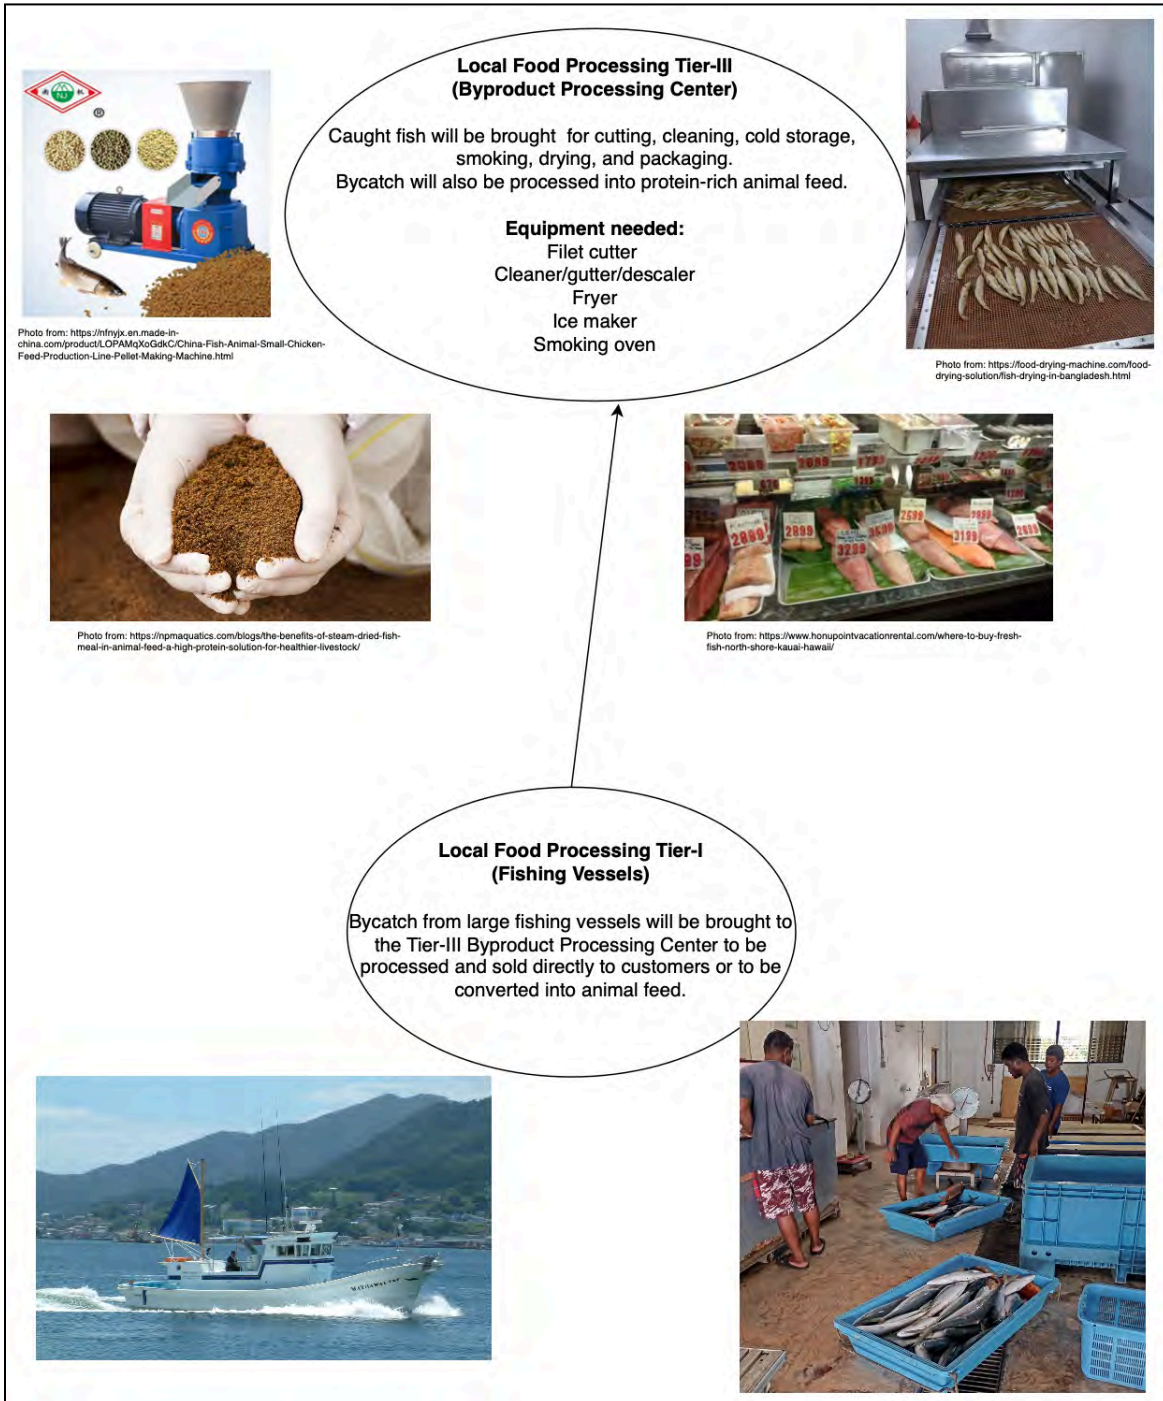 Local Food Processing Tier-III
(Byproduct Processing Center)
Caught fish will be brought for cutting, cleaning, cold storage,
smoking, drying, and packaging.
Bycatch will also be processed into protein-rich animal feed.
Equipment needed:
Filet cutter
Cleaner/gutter/descaler
Fryer
Ice maker
Smoking oven
NJ
®
Photo from: https://nfnyjx.en.made-in-
china.com/product/LOPAMqXoGdkC/China-Fish-Animal-Small-Chicken-
Feed-Production-Line-Pellet-Making-Machine.html
Photo from: https://food-drying-machine.com/food-
drying-solution/fish-drying-in-bangladesh.html
2899
3299
3199
Photo from: https://npmaquatics.com/blogs/the-benefits-of-steam-dried-fish-
meal-in-animal-feed-a-high-protein-solution-for-healthier-livestock/
Photo from: https://www.honupointvacationrental.com/where-to-buy-fresh-
fish-north-shore-kauai-hawaii/
Local Food Processing Tier-I
(Fishing Vessels)
Bycatch from large fishing vessels will be brought to
the Tier-III Byproduct Processing Center to be
processed and sold directly to customers or to be
converted into animal feed.